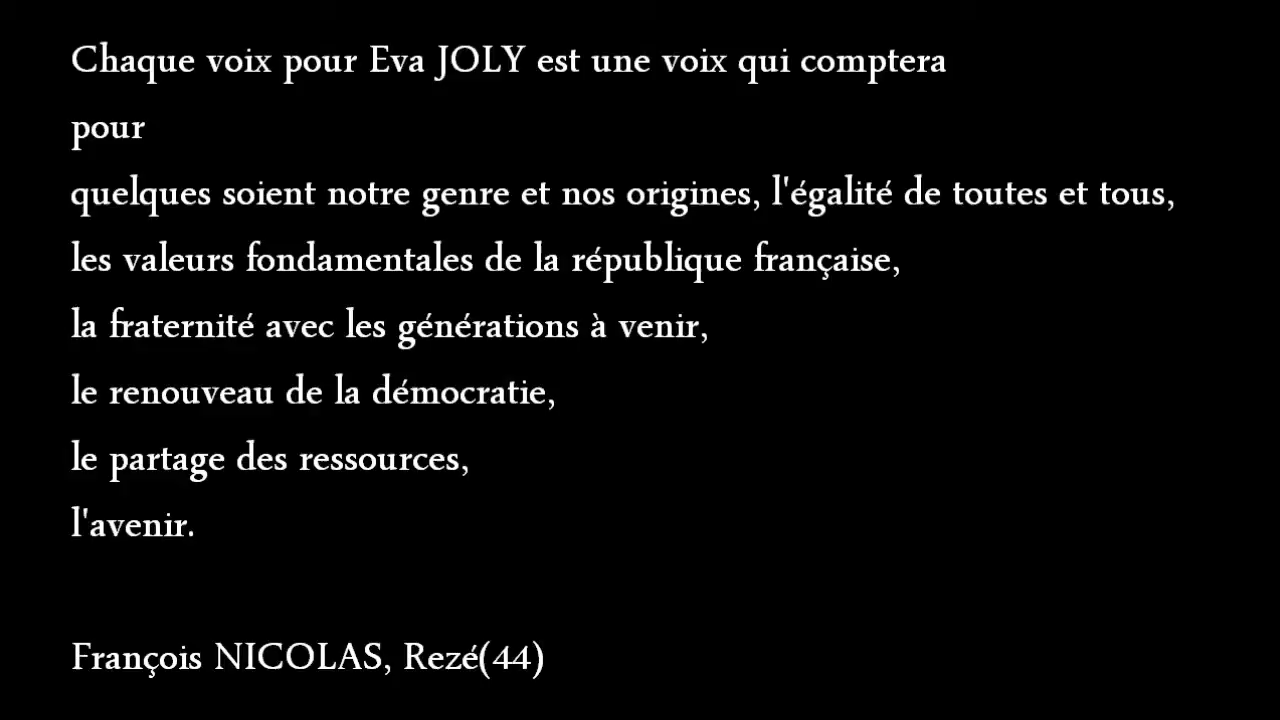 Chaque voix pour Eva JOLY est une voix qui comptera
pour
quelques soient notre genre et nos origines, l'égalité de toutes et tous,
les valeurs fondamentales de la république française,
la fraternité avec les générations à venir,
le renouveau de la démocratie,
le partage des ressources,
l'avenir.
François NICOLAS, Rezé(44)